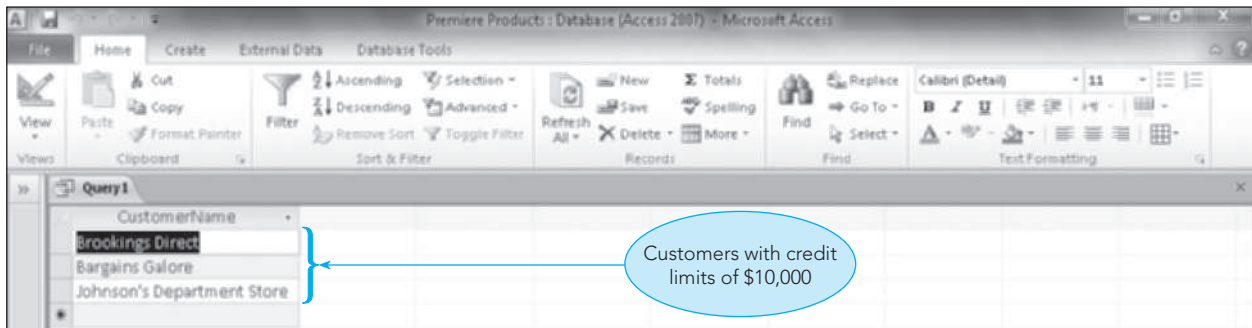 A
Premiere Products : Database (Access 2007) - Microsoft Access
File Home Create External Data Database Tools
View
Views
Paste
Cut
Copy
Format Painter
Clipboard
Filter
Ascending
Descending
Remove Sort
Selection
Advanced
Toggle Filter
Sort & Filter
Refresh
All
New
Save
Delete
Totals
Spelling
More
Records
Find
Replace
Go To
Select
Find
Calibri (Detail) 11
B I U
A
Text Formatting
Query1
CustomerName
Brookings Direct
Bargains Galore
Johnson's Department Store
Customers with credit
limits of $10,000